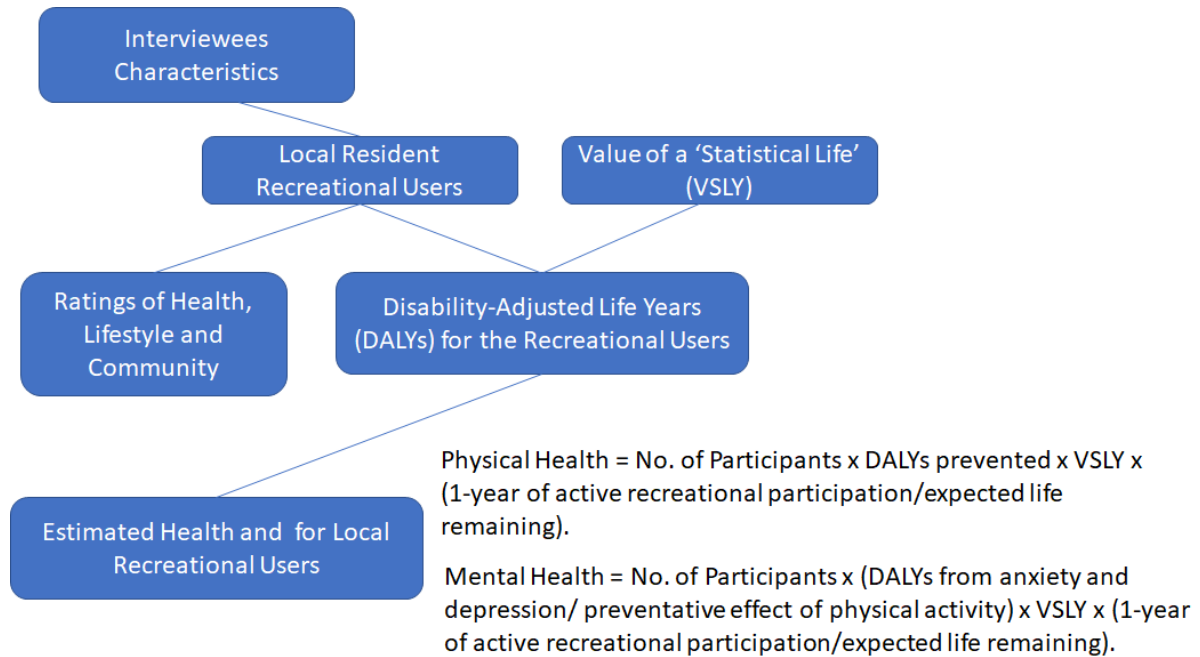 Interviewees
Characteristics
Local Resident
Recreational Users
Value of a ‘Statistical Life’
(VSLY)
Ratings of Health,
Lifestyle and
Community
Disability-Adjusted Life Years
(DALYs) for the Recreational Users
Physical Health = No. of Participants x DALYs prevented x VSLY x
(1-year of active recreational participation/expected life
remaining).
Estimated Health and  for Local
Recreational Users
Mental Health = No. of Participants x (DALYs from anxiety and
depression/ preventative effect of physical activity) x VSLY x (1-year
of active recreational participation/expected life remaining).